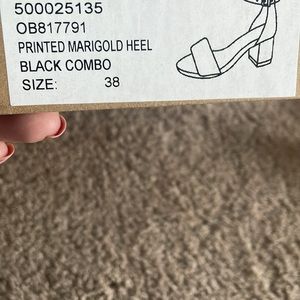 500025135
OB817791
PRINTED MARIGOLD HEEL
BLACK COMBO
SIZE: 38